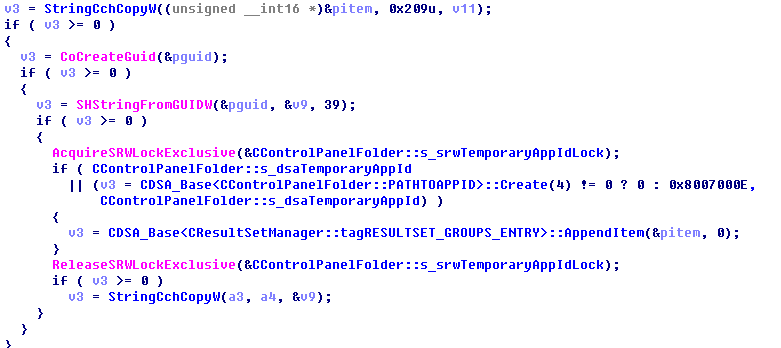 v3 = StringCchCopyW((unsigned __int16 *)&pitem, 0x209u, v11);
if ( v3 >= 0 )
{
  v3 = CoCreateGuid(&pguid);
  if ( v3 >= 0 )
  {
    v3 = SHStringFromGUIDW(&pguid, &v9, 39);
    if ( v3 >= 0 )
    {
      AcquireSRWLockExclusive(&CControlPanelFolder::s_srwTemporaryAppIdLock);
      if ( CControlPanelFolder::s_dsaTemporaryAppId
        || (v3 = CDSA_Base<CControlPanelFolder::PATHTOAPPID>::Create(4) != 0 ? 0 : 0x8007000E,
            CControlPanelFolder::s_dsaTemporaryAppId) )
      {
        v3 = CDSA_Base<CResultSetManager::tagRESULTSET_GROUPS_ENTRY>::AppendItem(&pitem, 0);
      }
      ReleaseSRWLockExclusive(&CControlPanelFolder::s_srwTemporaryAppIdLock);
      if ( v3 >= 0 )
        v3 = StringCchCopyW(a3, a4, &v9);
    }
  }
}